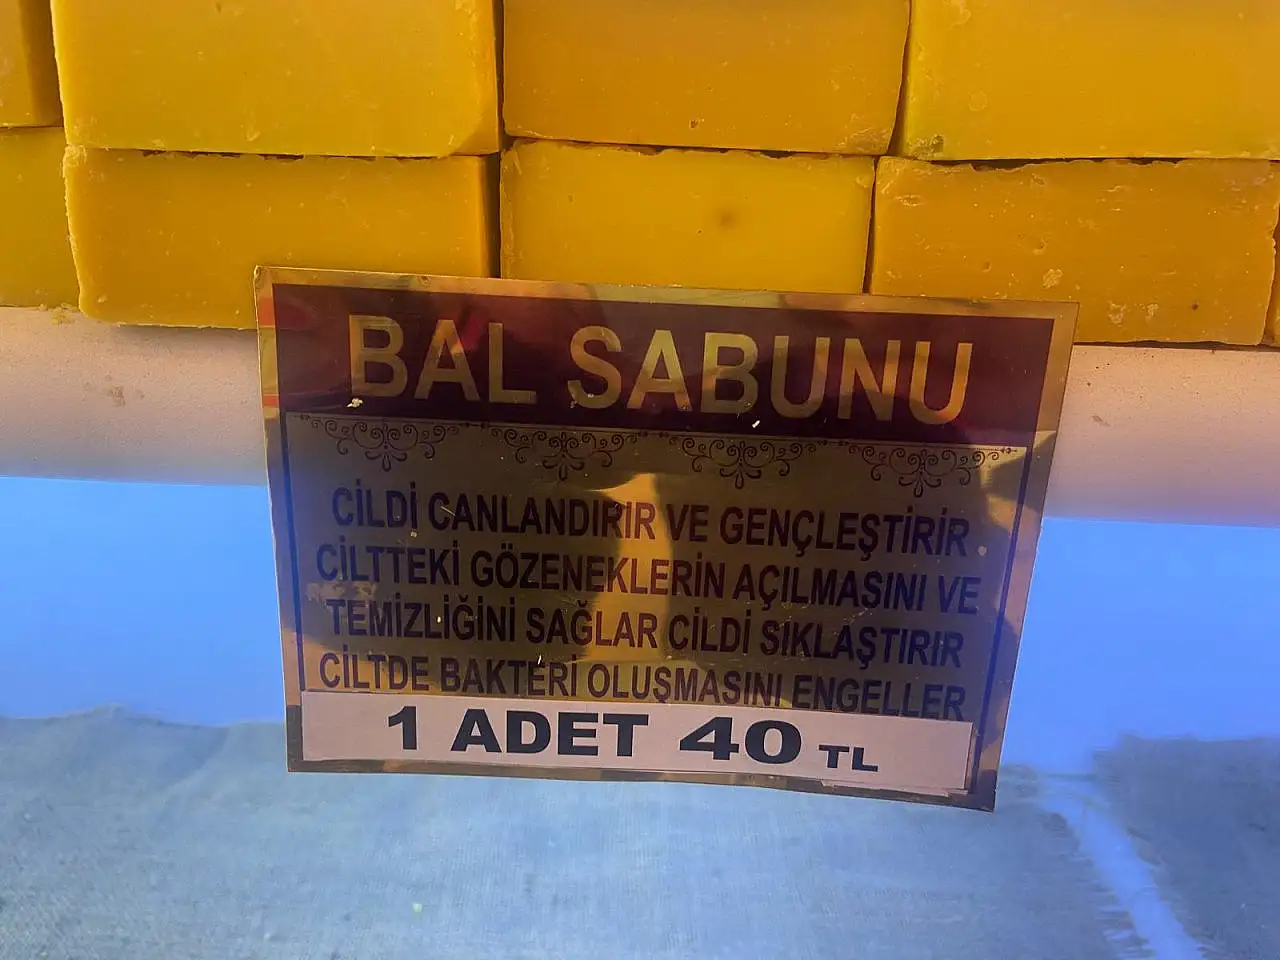 BAL SABUNU
CİLDİ CANLANDIRIR VE GENÇLEŞTİRİR
CİLTTEKİ GÖZENEKLERİN AÇILMASINI VE
TEMİZLİĞİNİ SAĞLAR CİLDİ SIKLAŞTIRIR
CİLTDE BAKTERİ OLUŞMASINI ENGELLER
1 ADET 40 TL